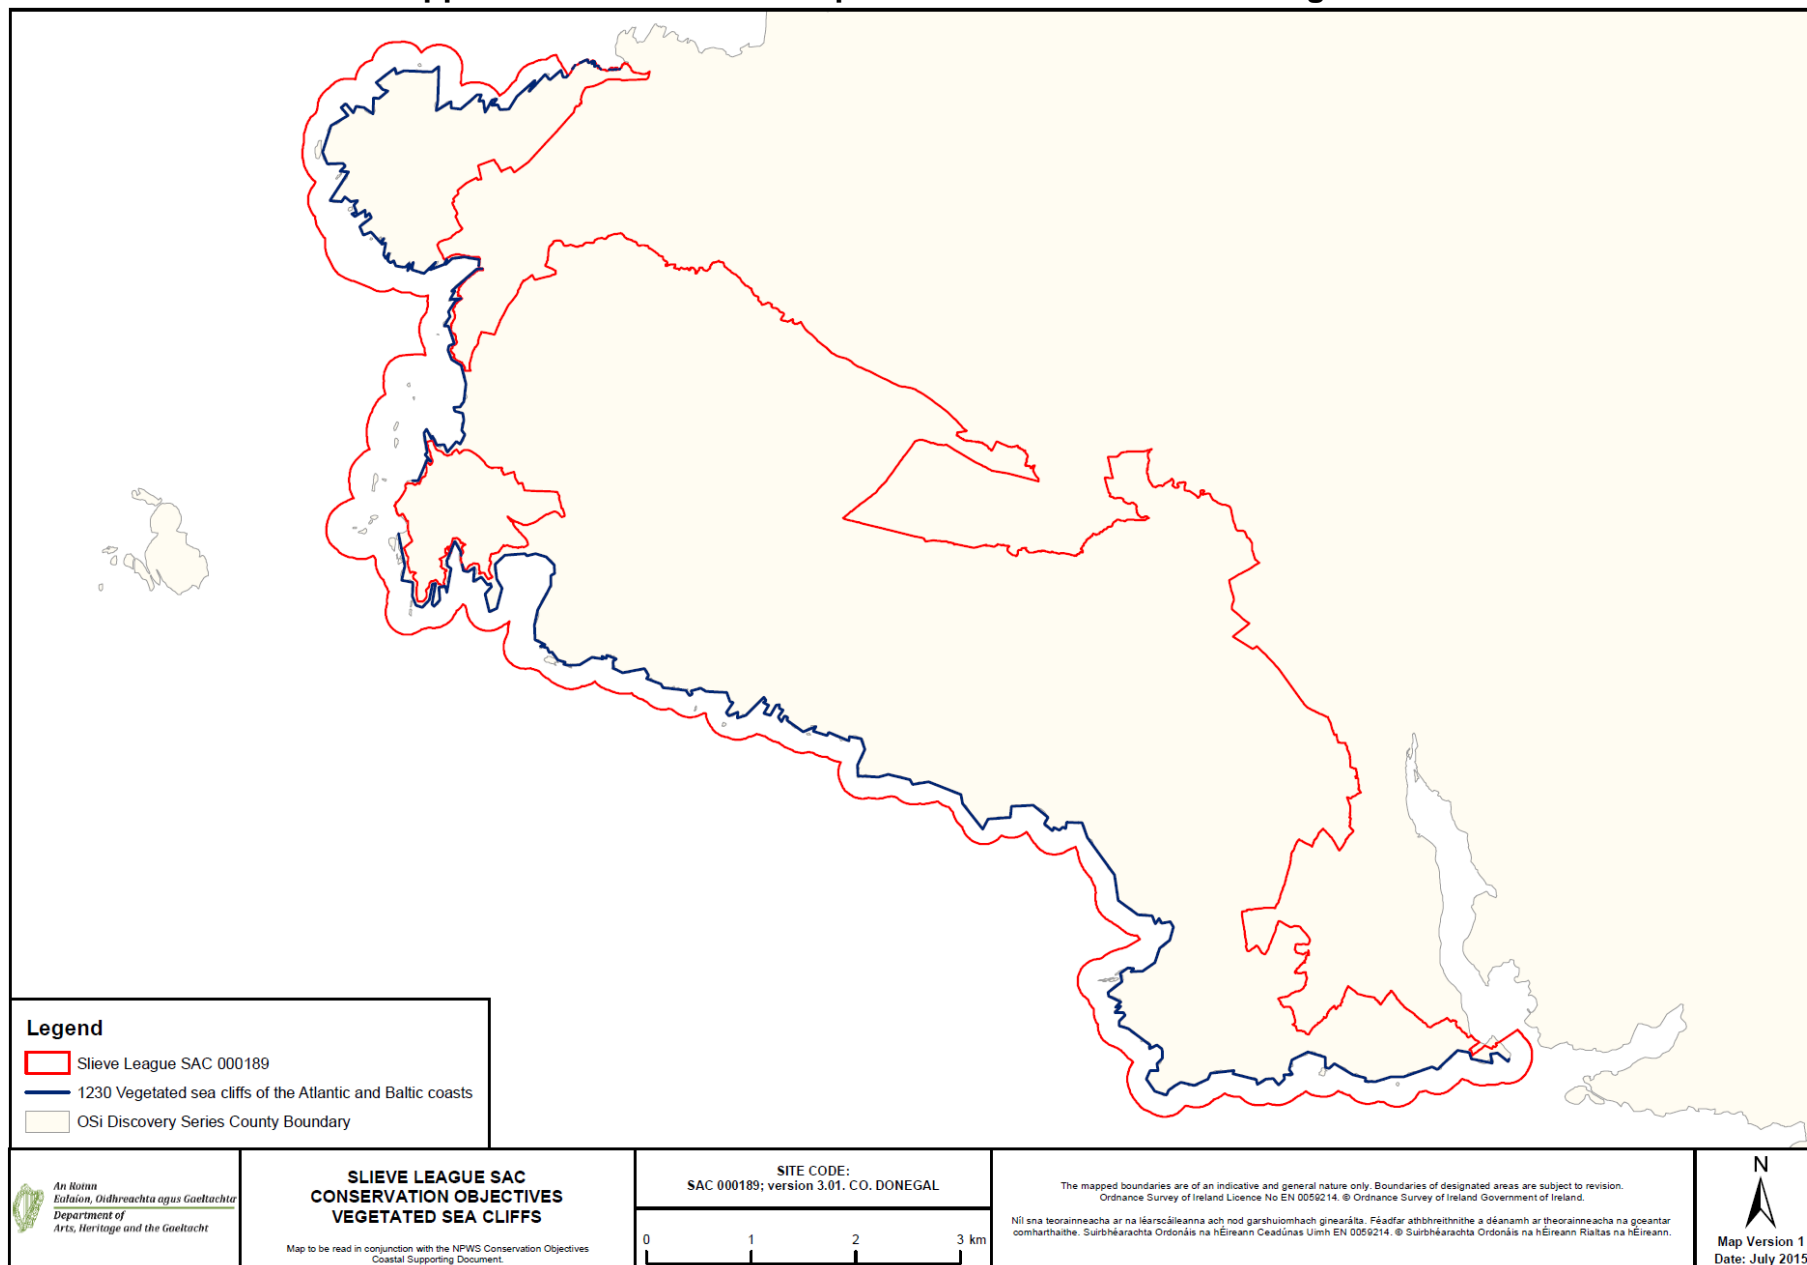 Legend
Slieve League SAC 000189
1230 Vegetated sea cliffs of the Atlantic and Baltic coasts
OSi Discovery Series County Boundary
An Roinn
Ealaíon, Oidhreachta agus Gaeltachta
Department of
Arts, Heritage and the Gaeltacht
SLIEVE LEAGUE SAC
CONSERVATION OBJECTIVES
VEGETATED SEA CLIFFS
Map to be read in conjunction with the NPWS Conservation Objectives
Coastal Supporting Document.
SITE CODE:
SAC 000189; version 3.01. CO. DONEGAL
0 1 2 3 km
The mapped boundaries are of an indicative and general nature only. Boundaries of designated areas are subject to revision.
Ordnance Survey of Ireland Licence No EN 0059214. © Ordnance Survey of Ireland Government of Ireland.
Níl sna teorainneacha ar na léarscáileanna ach nod garshuiomhach ginearálta. Féadfar athbhreithnithe a déanamh ar theorainneacha na gceantar
comharthaithe. Suirbhéarachta Ordonáis na hÉireann Ceadúnas Uimh EN 0059214. © Suirbhéarachta Ordonáis na hÉireann Rialtas na hÉireann.
N
Map Version 1
Date: July 2015